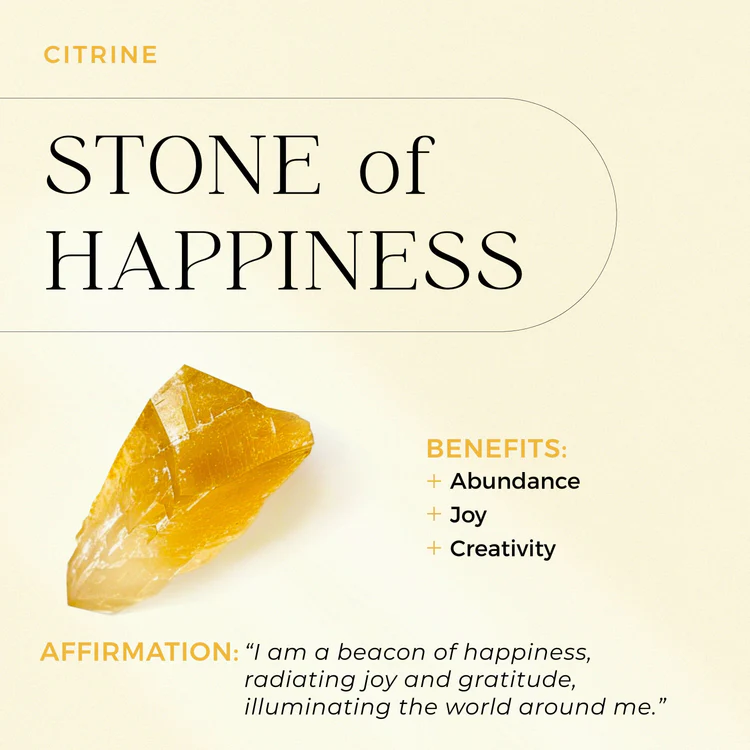 CITRINE
STONE of
HAPPINESS
BENEFITS:
+ Abundance
+ Joy
+ Creativity
AFFIRMATION: “I am a beacon of happiness,
radiating joy and gratitude,
illuminating the world around me.”